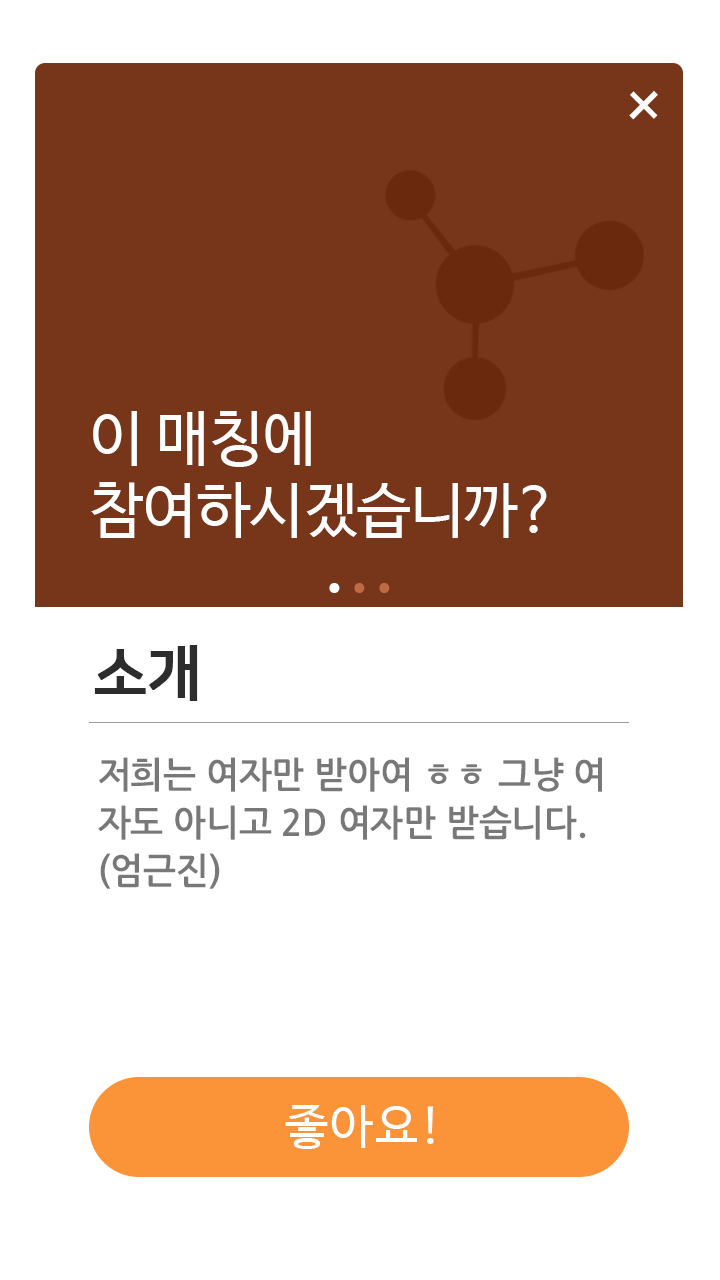 이 매칭에
참여하시겠습니까?
소개
저희는 여자만 받아여 ㅎㅎ 그냥 여
자도 아니고 2D 여자만 받습니다.
(엄근진)
좋아요!